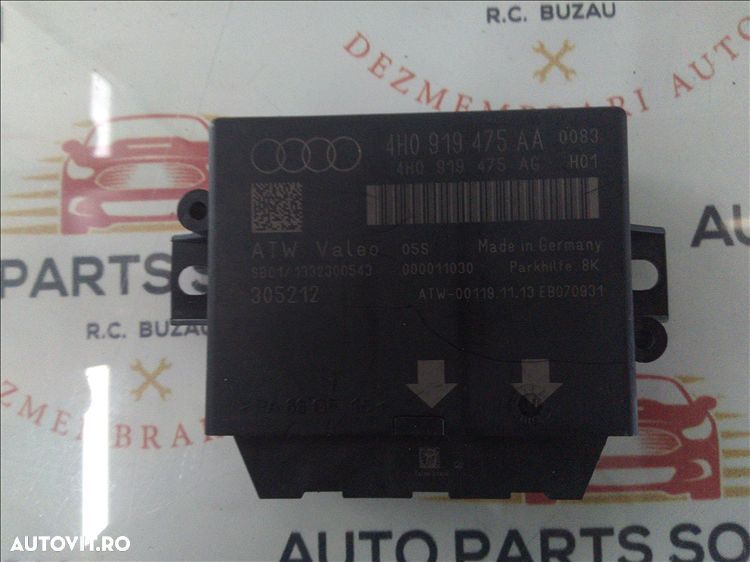 R.C. BUZAU
DEZMEMBRARI AUTO
4H0 919 475 AA 0083
4H0 919 475 AG H01
ATW Valeo 05S Made in Germany
SB01/1332300543 000011030 Parkhilfe 8K
305212 ATW-00119.11.13 EB070931
PARTS SO
R.C. BUZAU
DEZMEMBRARI
AUTO PARTS SO
AUTOVIT.RO